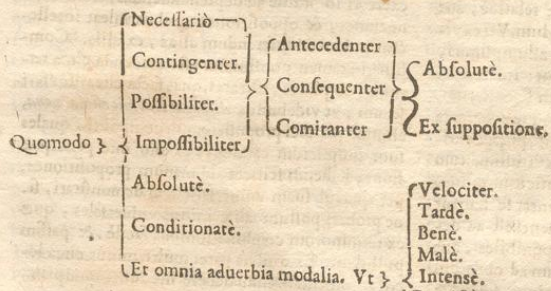 Neceſſariò
Antecedenter
Contingenter.
Abſolutè.
Conſequenter
Poſſibiliter.
Comitanter
Ex ſuppoſitione,
Quomodo
Impoſſibiliter
Abſolutè.
Velociter.
Tardè.
Conditionatè.
Benè.
Malè.
Et omnia aduerbia modalia. Vt
Intensè.